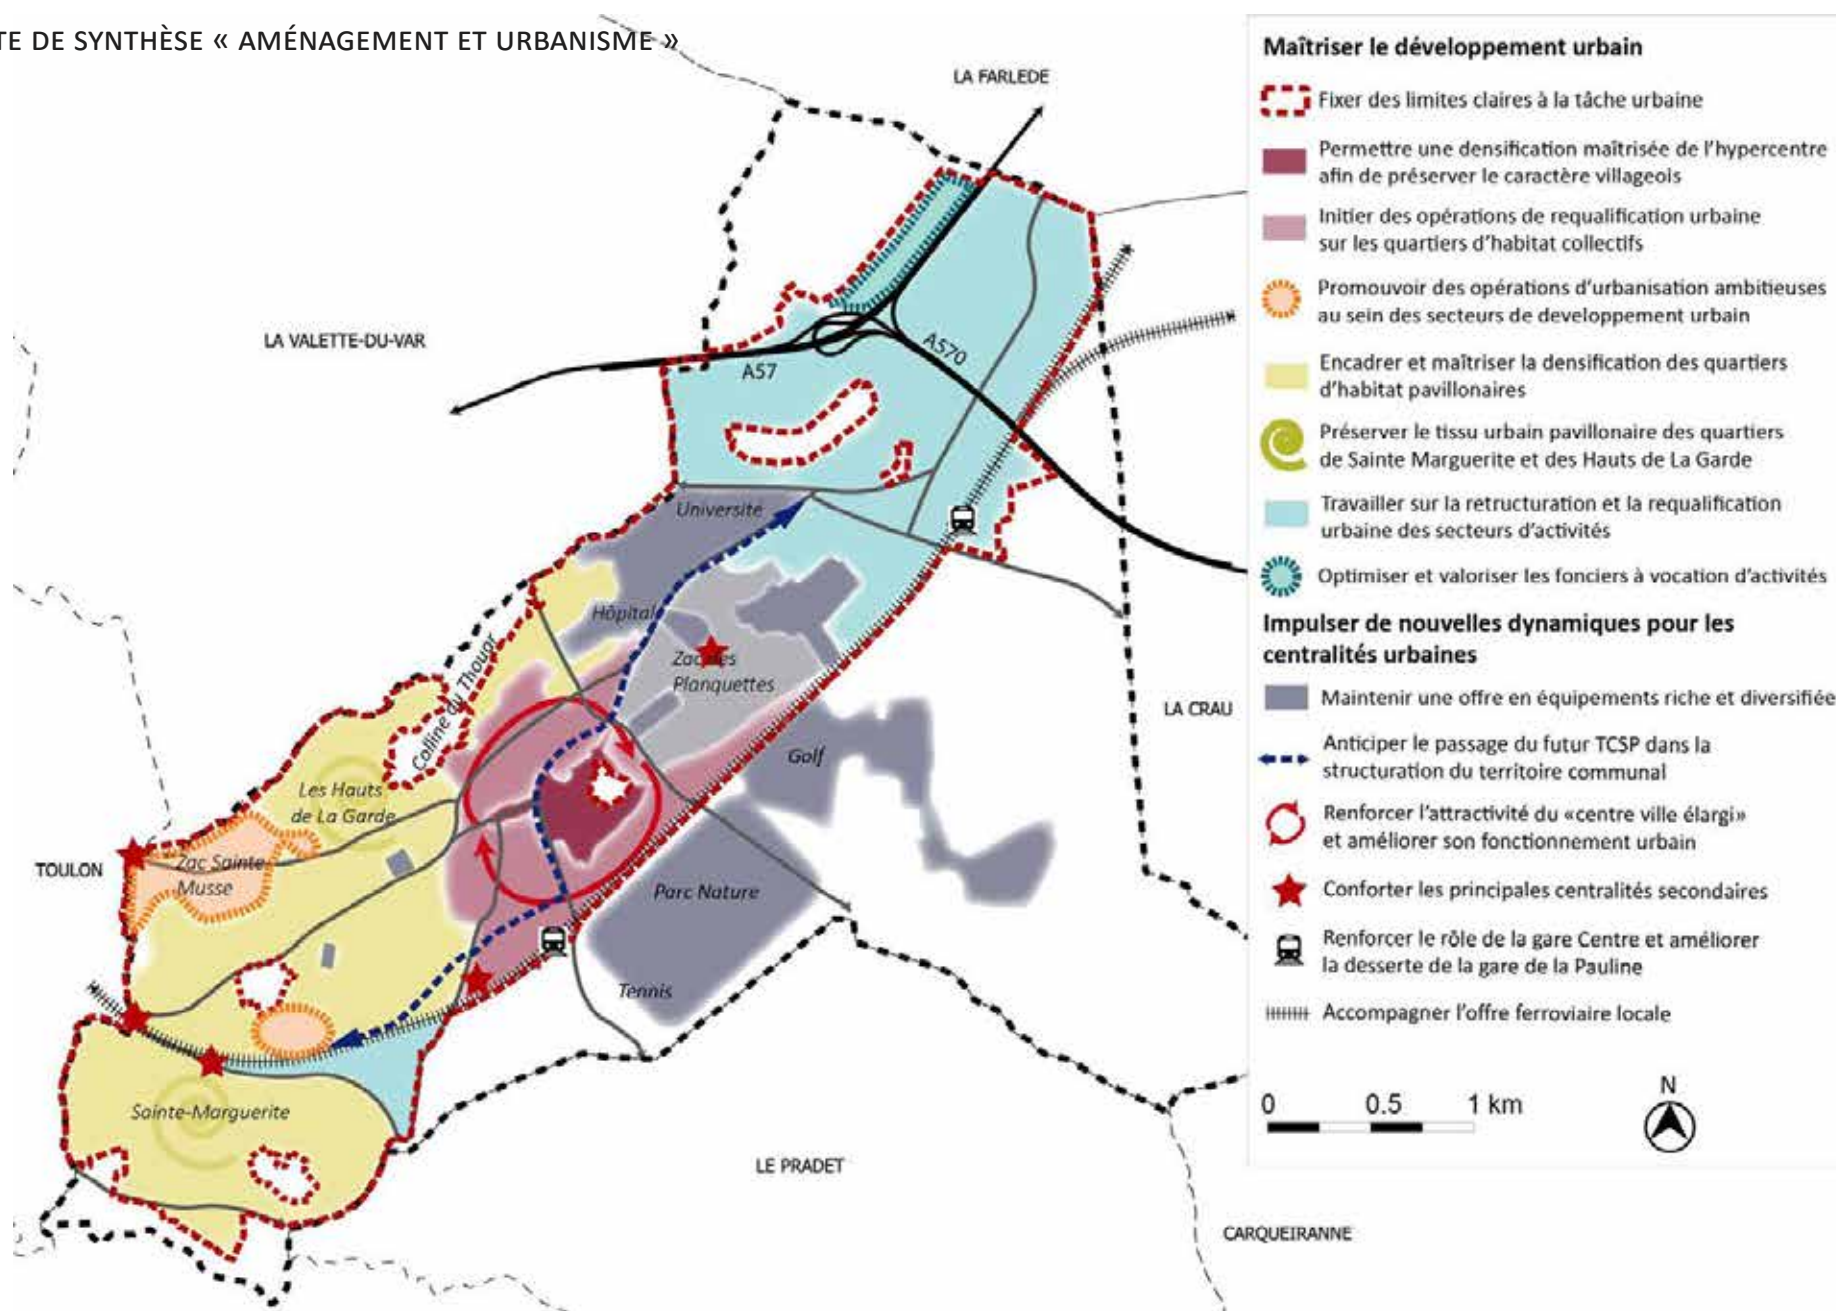 TE DE SYNTHÈSE « AMÉNAGEMENT ET URBANISME »
LA FARLEDE
LA VALETTE-DU-VAR
A57
A570
Université
Hôpital
Zac des
Planquettes
Colline du Thouar
Golf
LA CRAU
Les Hauts
de La Garde
TOULON
Zac Sainte
Musse
Parc Nature
Tennis
Sainte-Marguerite
LE PRADET
CARQUEIRANNE
Maîtriser le développement urbain
Fixer des limites claires à la tâche urbaine
Permettre une densification maîtrisée de l'hypercentre
afin de préserver le caractère villageois
Initier des opérations de requalification urbaine
sur les quartiers d'habitat collectifs
Promouvoir des opérations d'urbanisation ambitieuses
au sein des secteurs de developpement urbain
Encadrer et maîtriser la densification des quartiers
d'habitat pavillonaires
Préserver le tissu urbain pavillonaire des quartiers
de Sainte Marguerite et des Hauts de La Garde
Travailler sur la retructuration et la requalification
urbaine des secteurs d'activités
Optimiser et valoriser les fonciers à vocation d'activités
Impulser de nouvelles dynamiques pour les
centralités urbaines
Maintenir une offre en équipements riche et diversifiée
Anticiper le passage du futur TCSP dans la
structuration du territoire communal
Renforcer l'attractivité du «centre ville élargi»
et améliorer son fonctionnement urbain
Conforter les principales centralités secondaires
Renforcer le rôle de la gare Centre et améliorer
la desserte de la gare de la Pauline
Accompagner l'offre ferroviaire locale
0 0.5 1 km
N